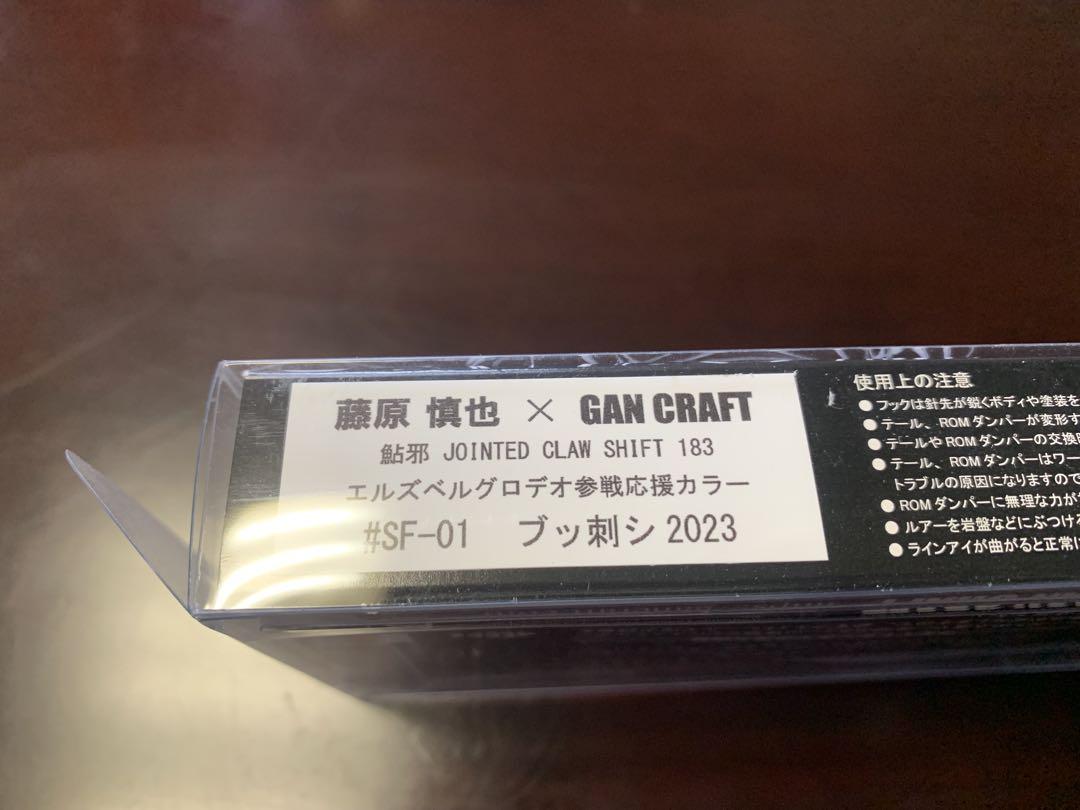 藤原 慎也 × GAN CRAFT
鮎邪 JOINTED CLAW SHIFT 183
エルズベルグロデオ参戦応援カラー
#SF-01 ブッ刺シ 2023
使用上の注意
●フックは針先が鋭くボディや塗装を
●テール、ROMダンパーが変形す
●テールやROMダンパーの交換
●テール、ROMダンパーはワー
トラブルの原因になりますので
●ROMダンパーに無理な力が
●ルアーを岩盤などにぶつける
●ラインアイが曲がると正常に